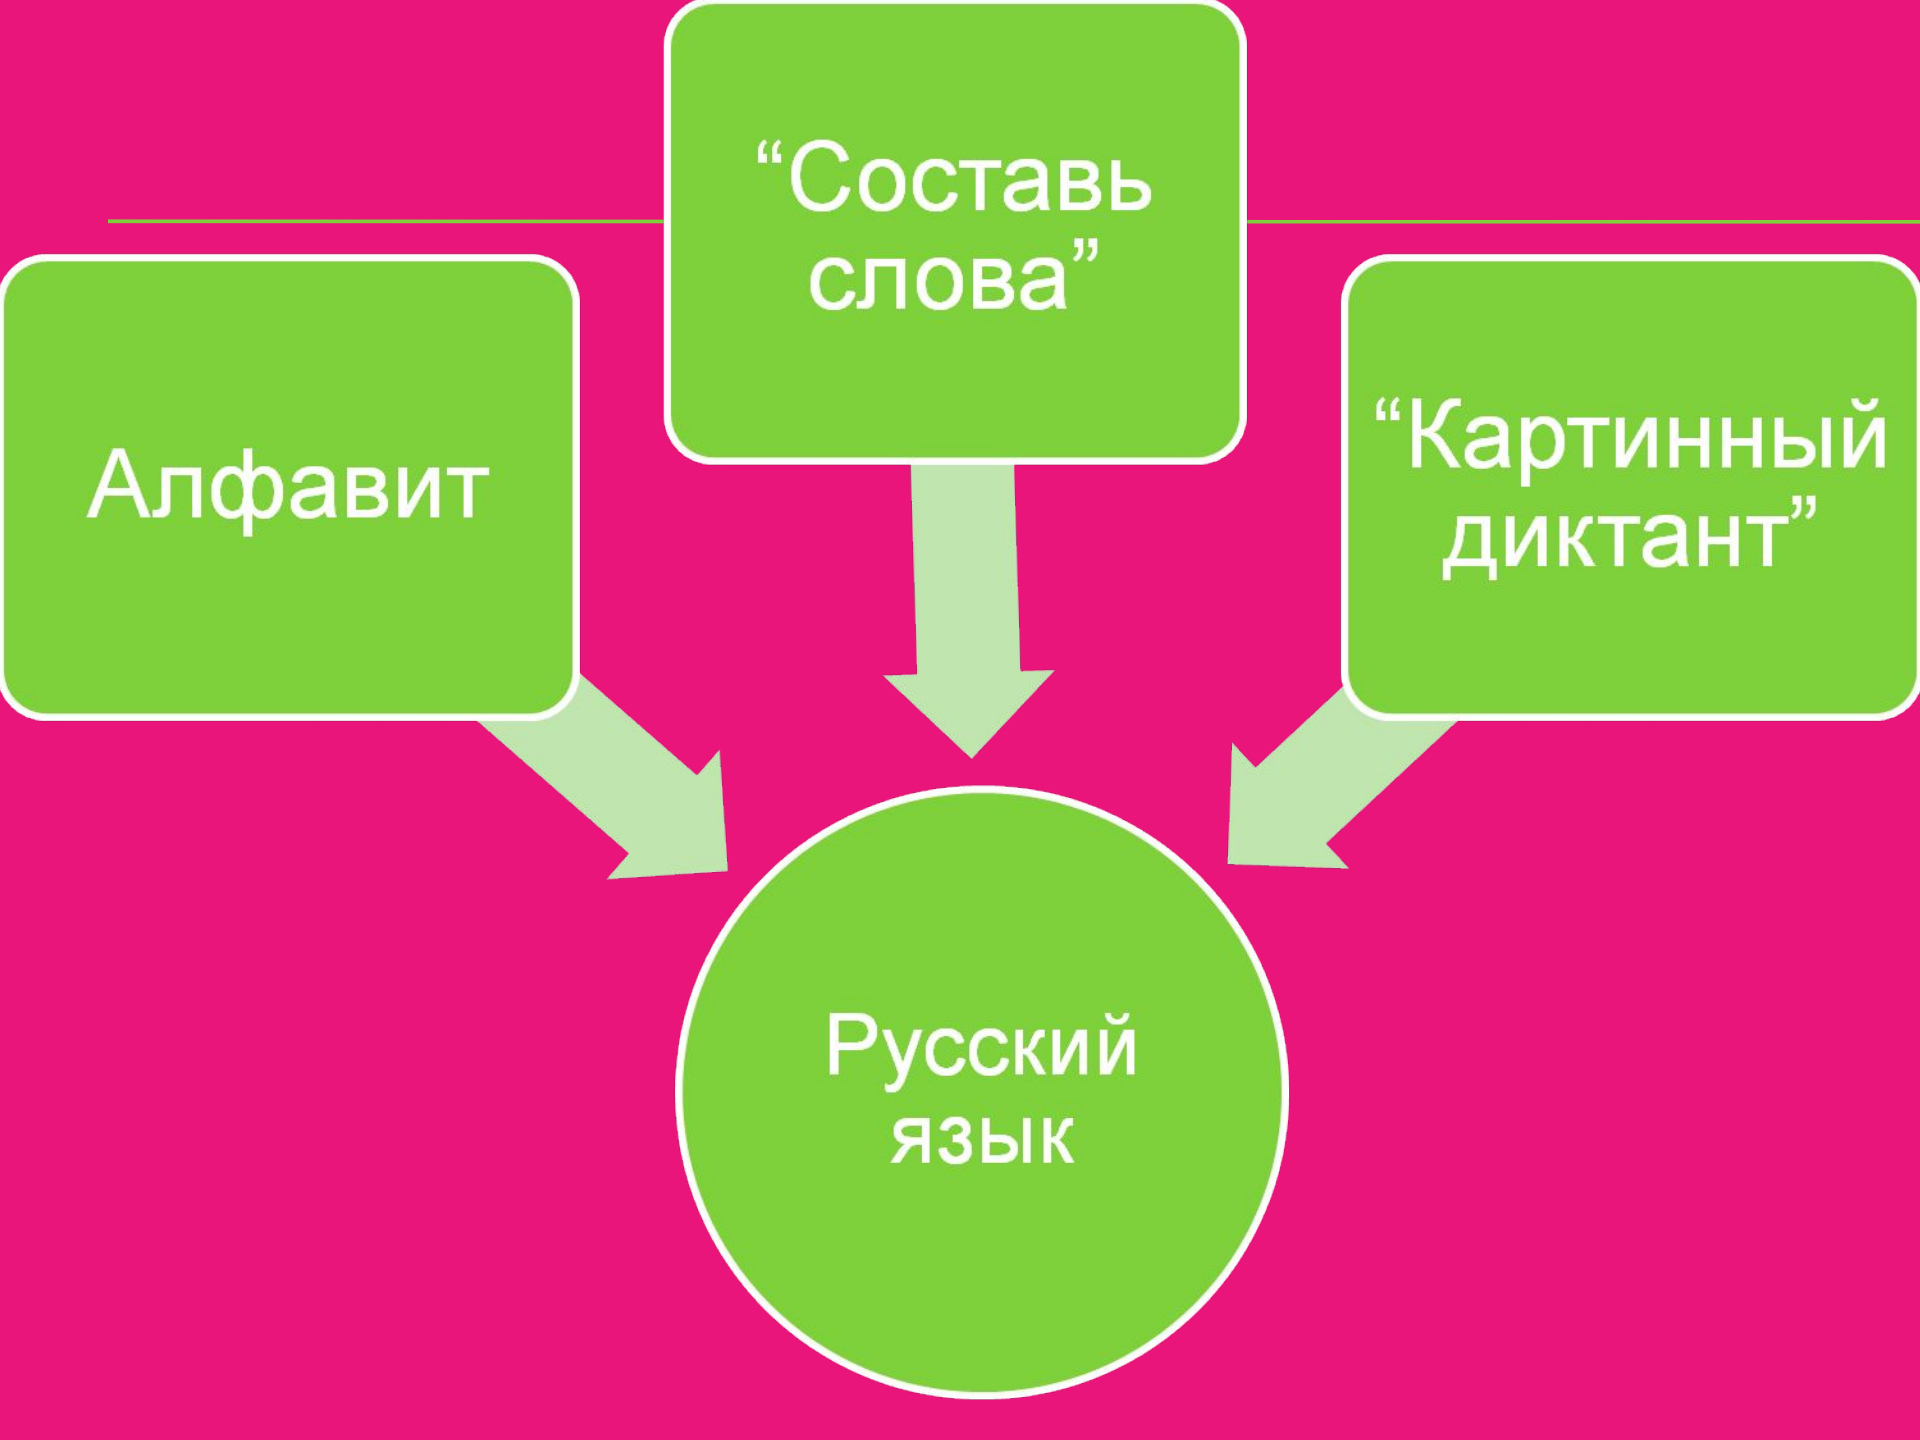 Алфавит
“Составь
слова”
“Картинный
диктант”
Русский
язык